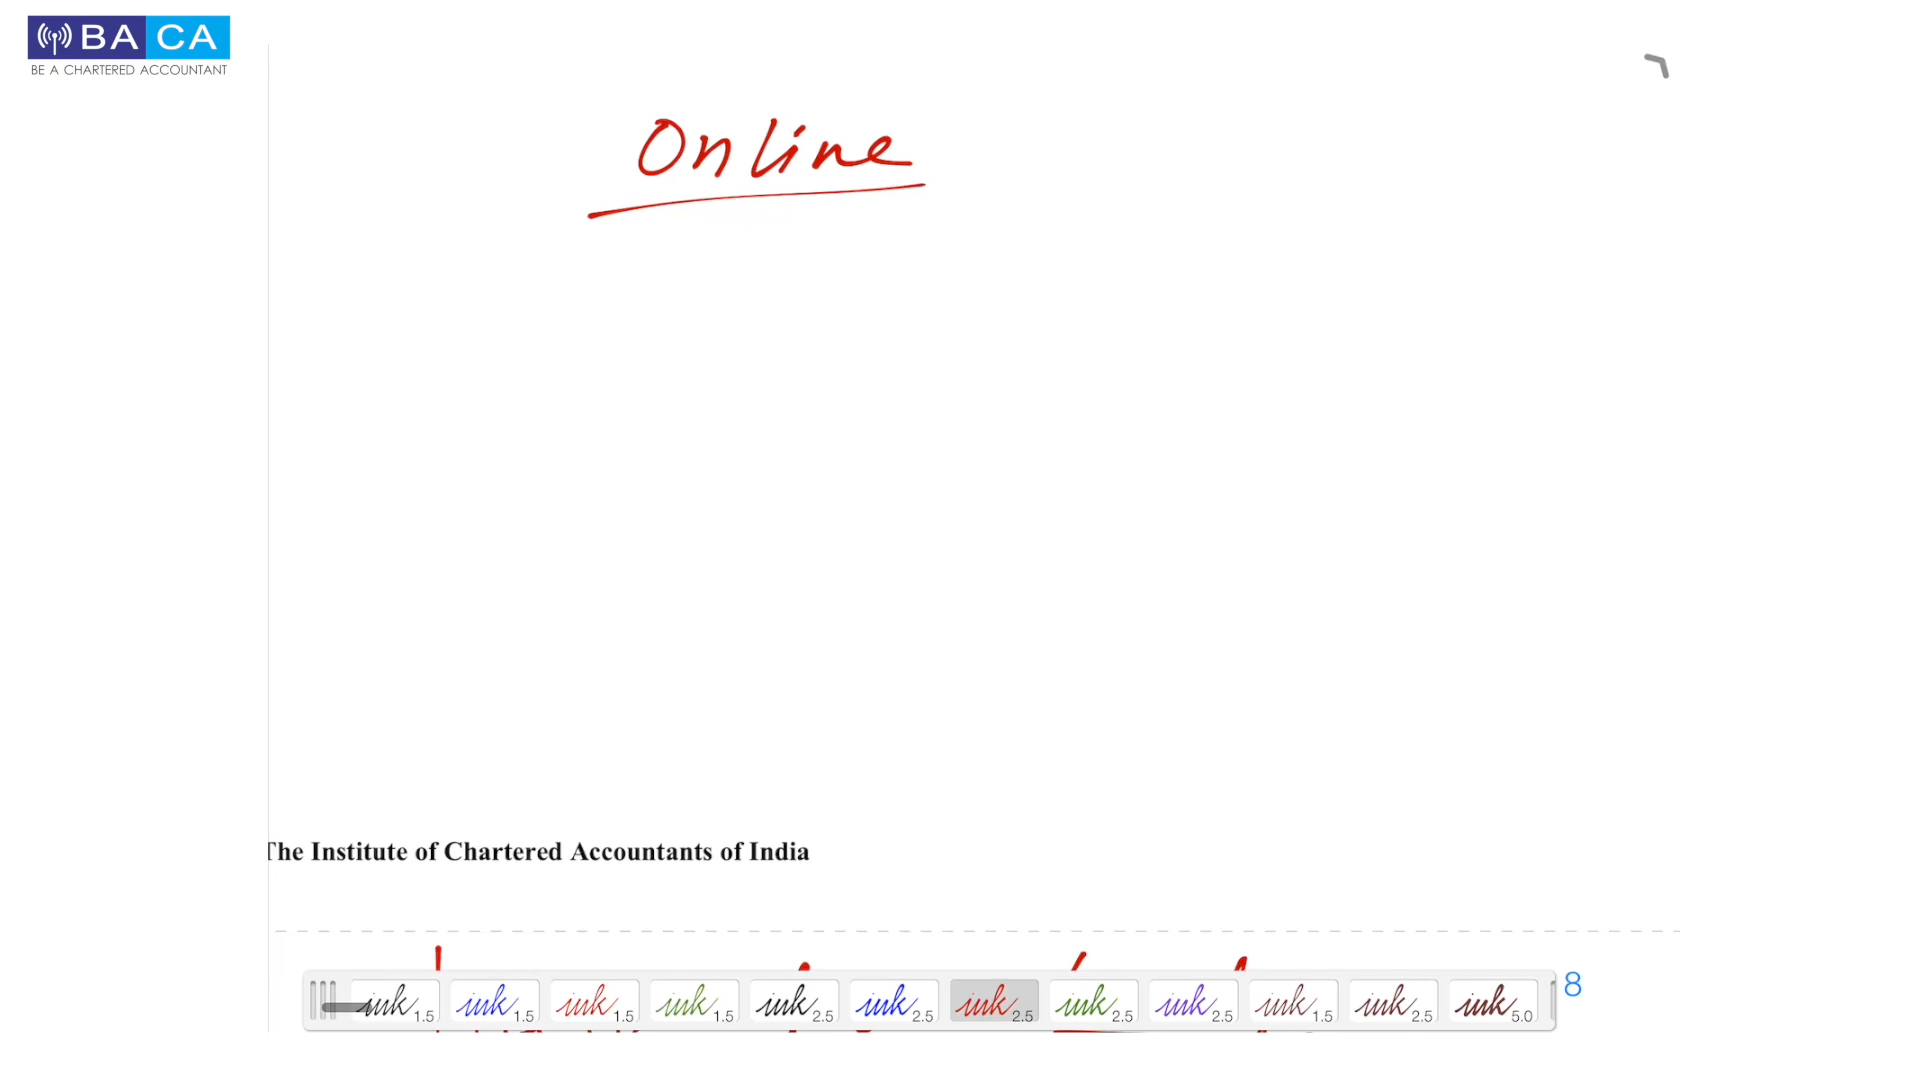 BA CA
BE A CHARTERED ACCOUNTANT
Online
The Institute of Chartered Accountants of India
ink 1.5 ink 1.5 ink 1.5 ink 1.5 ink 2.5 ink 2.5 ink 2.5 ink 2.5 ink 2.5 ink 1.5 ink 2.5 ink 5.0 8